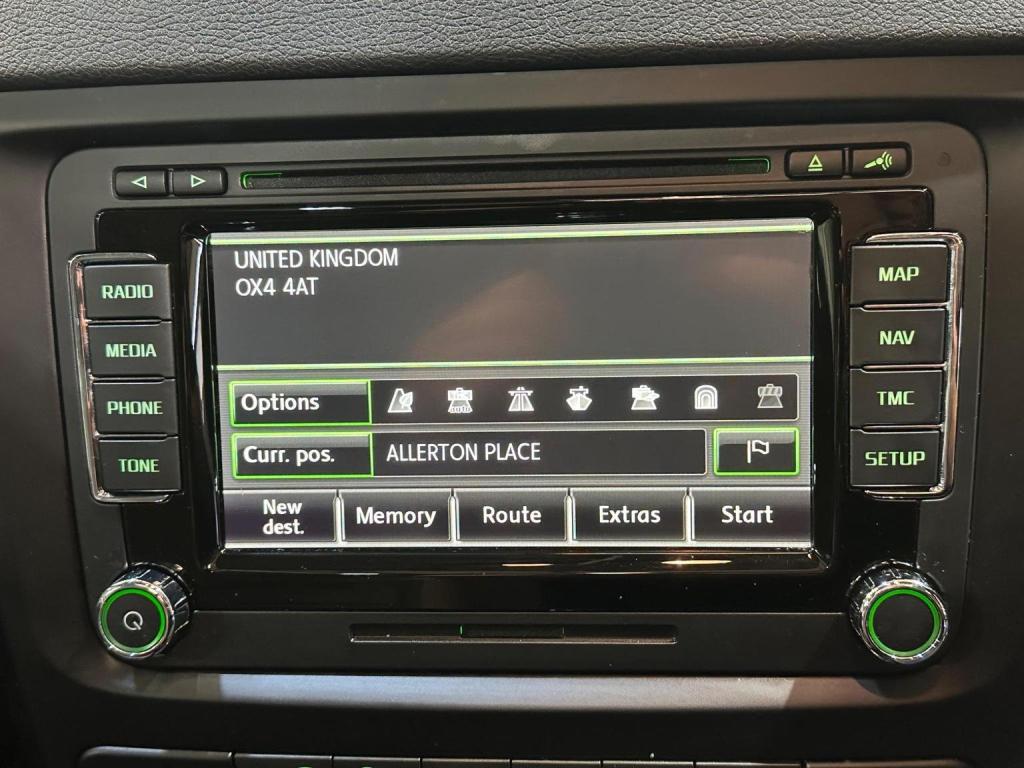 RADIO
MEDIA
PHONE
TONE
UNITED KINGDOM
OX4 4AT
Options
auto
Curr. pos. ALLERTON PLACE
New dest.
Memory
Route
Extras
Start
MAP
NAV
TMC
SETUP